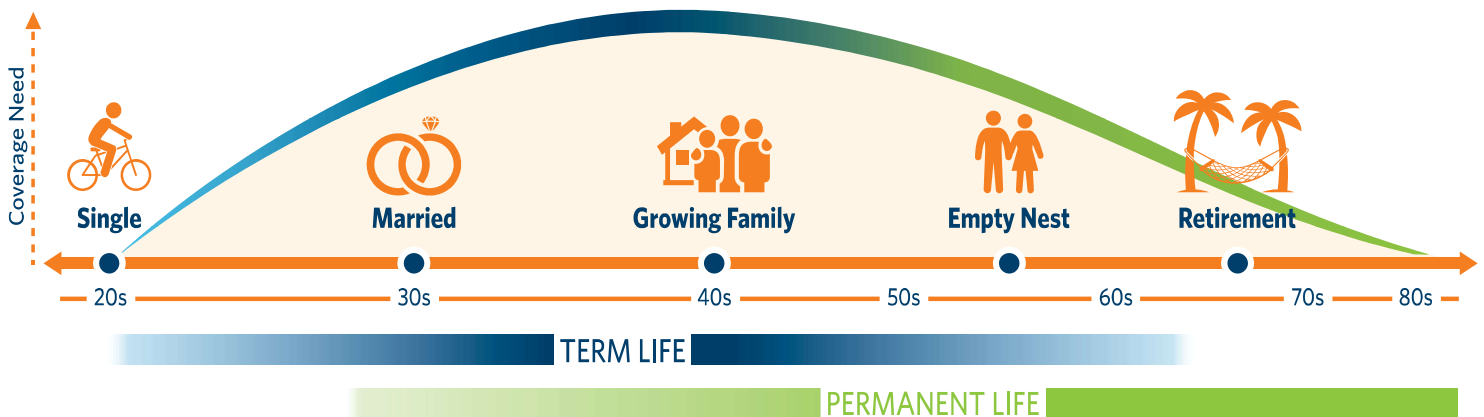 Coverage Need
Single
Married
Growing Family
Empty Nest
Retirement
20s
30s
40s
50s
60s
70s
80s
TERM LIFE
PERMANENT LIFE